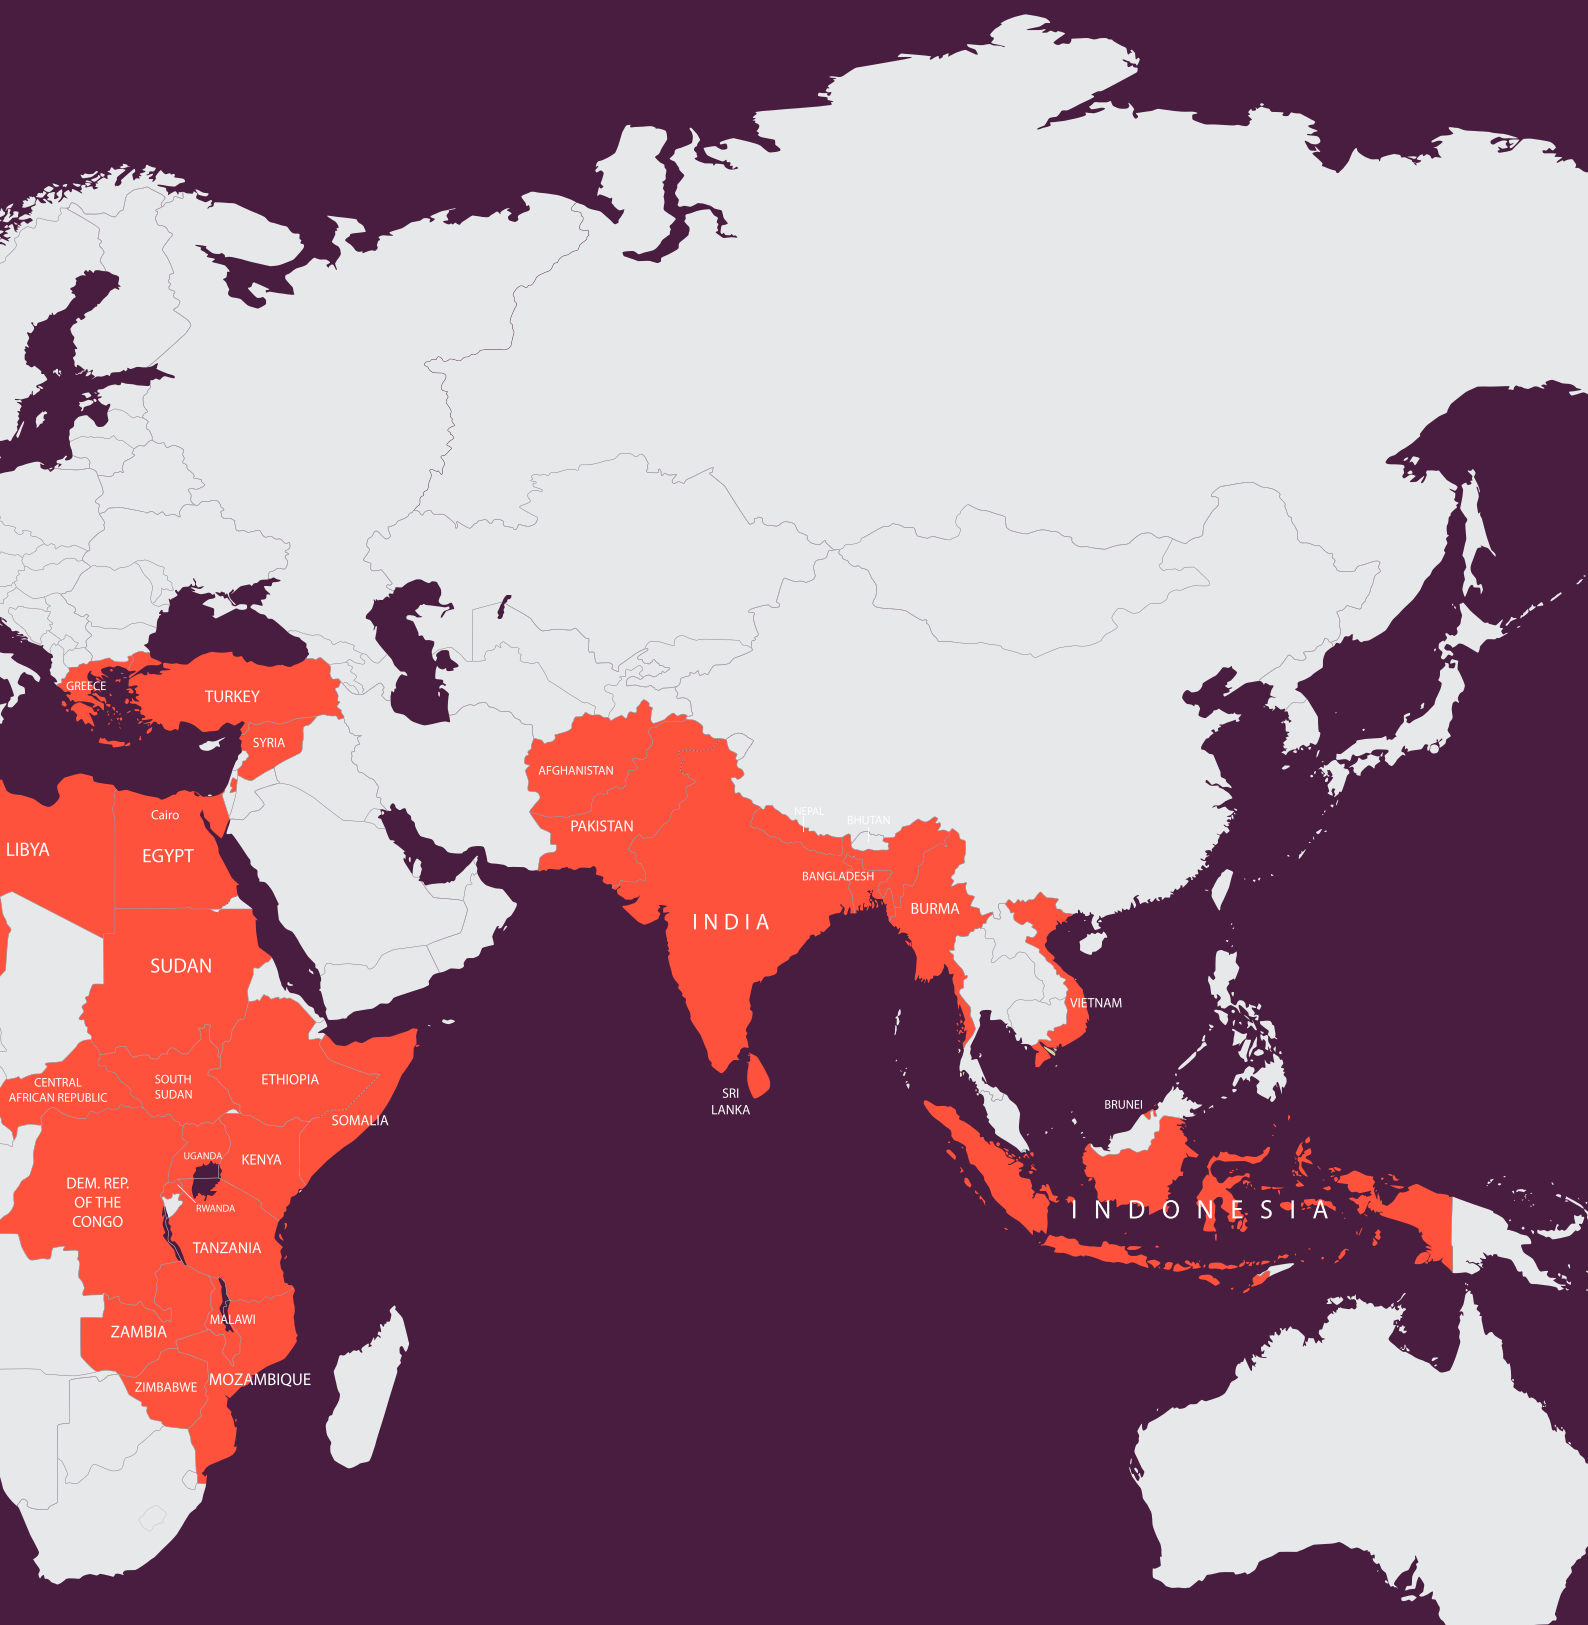 GREECE
TURKEY
SYRIA
AFGHANISTAN
PAKISTAN
NEPAL
BHUTAN
Cairo
LIBYA
EGYPT
BANGLADESH
BURMA
INDIA
SUDAN
VIETNAM
CENTRAL
AFRICAN REPUBLIC
SOUTH
SUDAN
ETHIOPIA
SRI
LANKA
BRUNEI
SOMALIA
UGANDA
KENYA
DEM. REP.
OF THE
CONGO
RWANDA
INDONESIA
TANZANIA
MALAWI
ZAMBIA
MOZAMBIQUE
ZIMBABWE